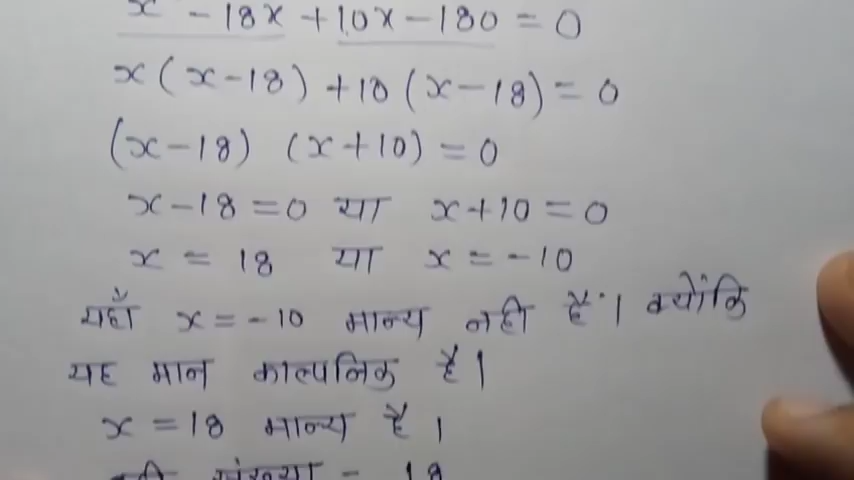 x - 18x + 10x - 180 = 0
x(x-18) + 10(x-18) = 0
(x-18) (x+10) = 0
x-18=0 या x+10=0
x = 18 या x = -10
यहाँ x = -10 मान्य नही है। क्योंकि
यह मान काल्पनिक है।
x = 18 मान्य है।
संख्या = 18